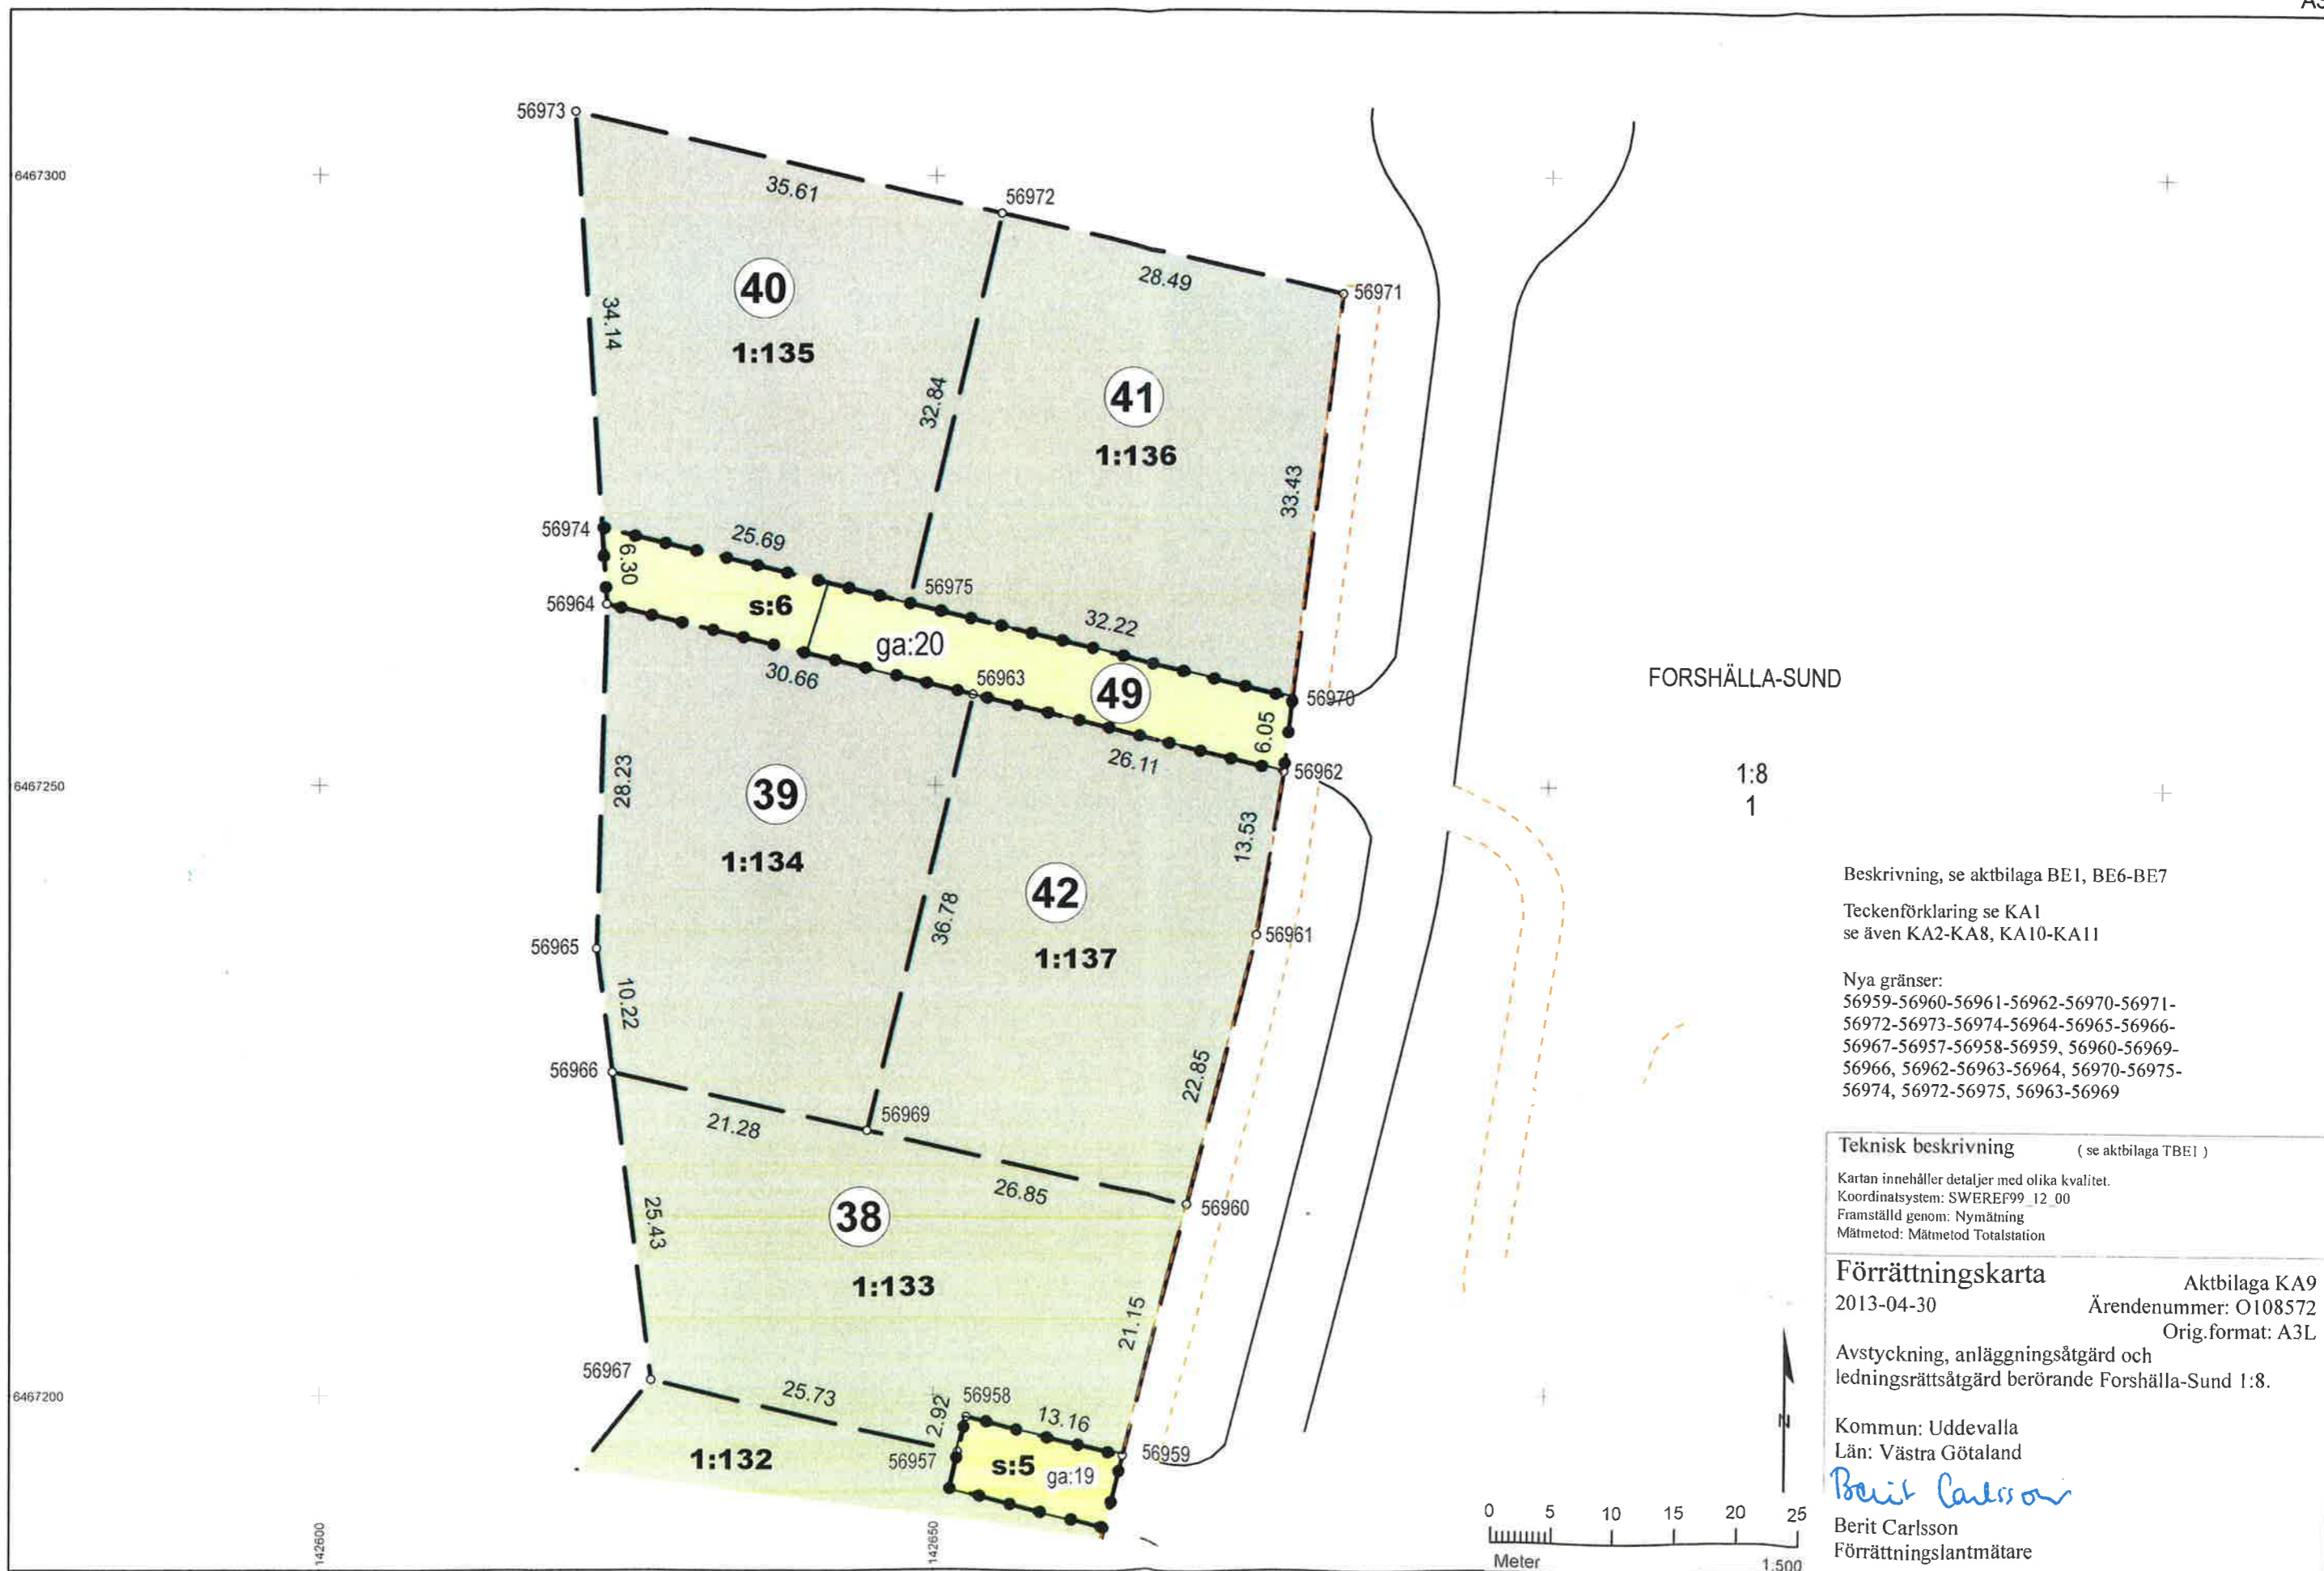 A3
56973
6467300
35.61
56972
28.49
56971
40
34.14
1:135
32.84
41
1:136
33.43
56974
25.69
6.30
56975
56964
s:6
32.22
ga:20
30.66
56963
49
56970
6.05
FORSHÄLLA-SUND
26.11
56962
6467250
28.23
39
13.53
1:8
1
1:134
42
36.78
56961
1:137
56965
10.22
56966
22.85
56969
21.28
26.85
56960
38
25.43
1:133
21.15
56967
25.73
56958
2.92
13.16
6467200
1:132
56957
s:5
ga:19
56959
142600
142650
Beskrivning, se aktbilaga BE1, BE6-BE7
Teckenförklaring se KA1
se även KA2-KA8, KA10-KA11
Nya gränser:
56959-56960-56961-56962-56970-56971-
56972-56973-56974-56964-56965-56966-
56967-56957-56958-56959, 56960-56969-
56966, 56962-56963-56964, 56970-56975-
56974, 56972-56975, 56963-56969
Teknisk beskrivning ( se aktbilaga TBE1 )
Kartan innehåller detaljer med olika kvalitet.
Koordinatsystem: SWEREF99_12_00
Framställd genom: Nymätning
Mätmetod: Mätmetod Totalstation
Förrättningskarta Aktbilaga KA9
2013-04-30 Ärendenummer: O108572
Orig.format: A3L
Avstyckning, anläggningsåtgärd och
ledningsrättsåtgärd berörande Forshälla-Sund 1:8.
N
Kommun: Uddevalla
Län: Västra Götaland
Berit Carlsson
Berit Carlsson
Förrättningslantmätare
0 5 10 15 20 25
Meter 1:500